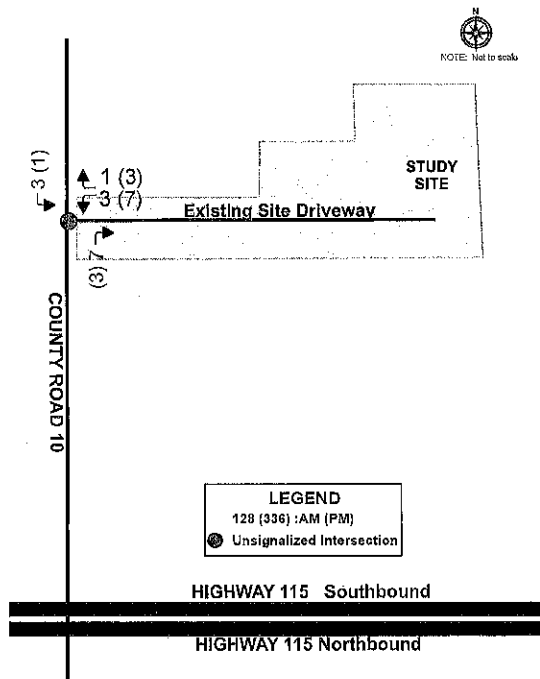 N
NOTE: Not to scale
3 (1)
1 (3)
3 (7)
STUDY
SITE
Existing Site Driveway
(3) 7
COUNTY ROAD 10
LEGEND
128 (336) :AM (PM)
Unsignalized Intersection
HIGHWAY 115 Southbound
HIGHWAY 115 Northbound